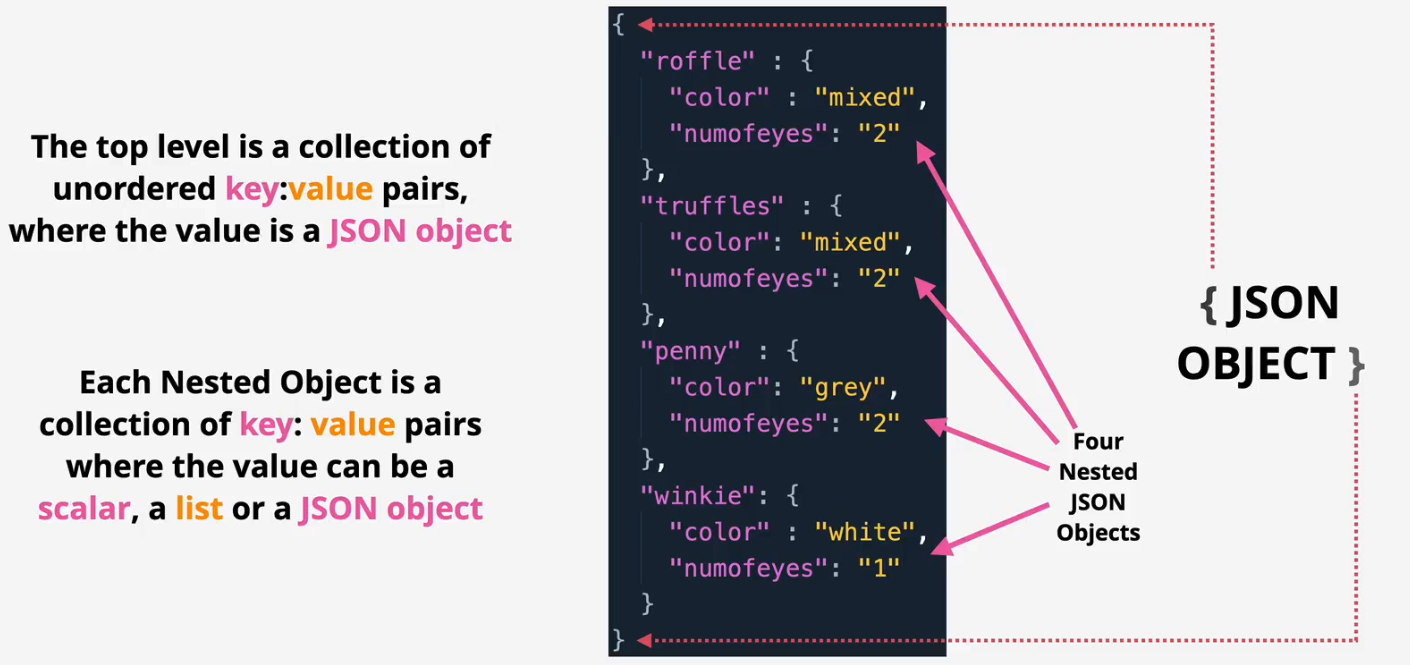 The top level is a collection of
unordered key:value pairs,
where the value is a JSON object
Each Nested Object is a
collection of key: value pairs
where the value can be a
scalar, a list or a JSON object
{
"roffle" : {
"color" : "mixed",
"numofeyes": "2"
},
"truffles" : {
"color": "mixed",
"numofeyes": "2"
},
"penny" : {
"color": "grey",
"numofeyes": "2"
},
"winkie": {
"color" : "white",
"numofeyes": "1"
}
}
Four
Nested
JSON
Objects
{ JSON
OBJECT }